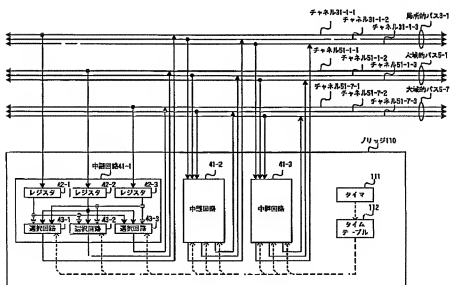 チャネル31-1-1
チャネル31-1-2
チャネル31-1-3
局所的バス3-1
チャネル51-1-1
チャネル51-1-2
チャネル51-1-3
大域的バス5-1
チャネル51-7-1
チャネル51-7-2
チャネル51-7-3
大域的バス5-7
ブリッジ110
中継回路41-1
42-1
42-2
42-3
レジスタ
レジスタ
レジスタ
43-1
43-2
43-3
選択回路
選択回路
選択回路
41-2
中継回路
41-3
中継回路
111
タイマ
112
タイム
テーブル